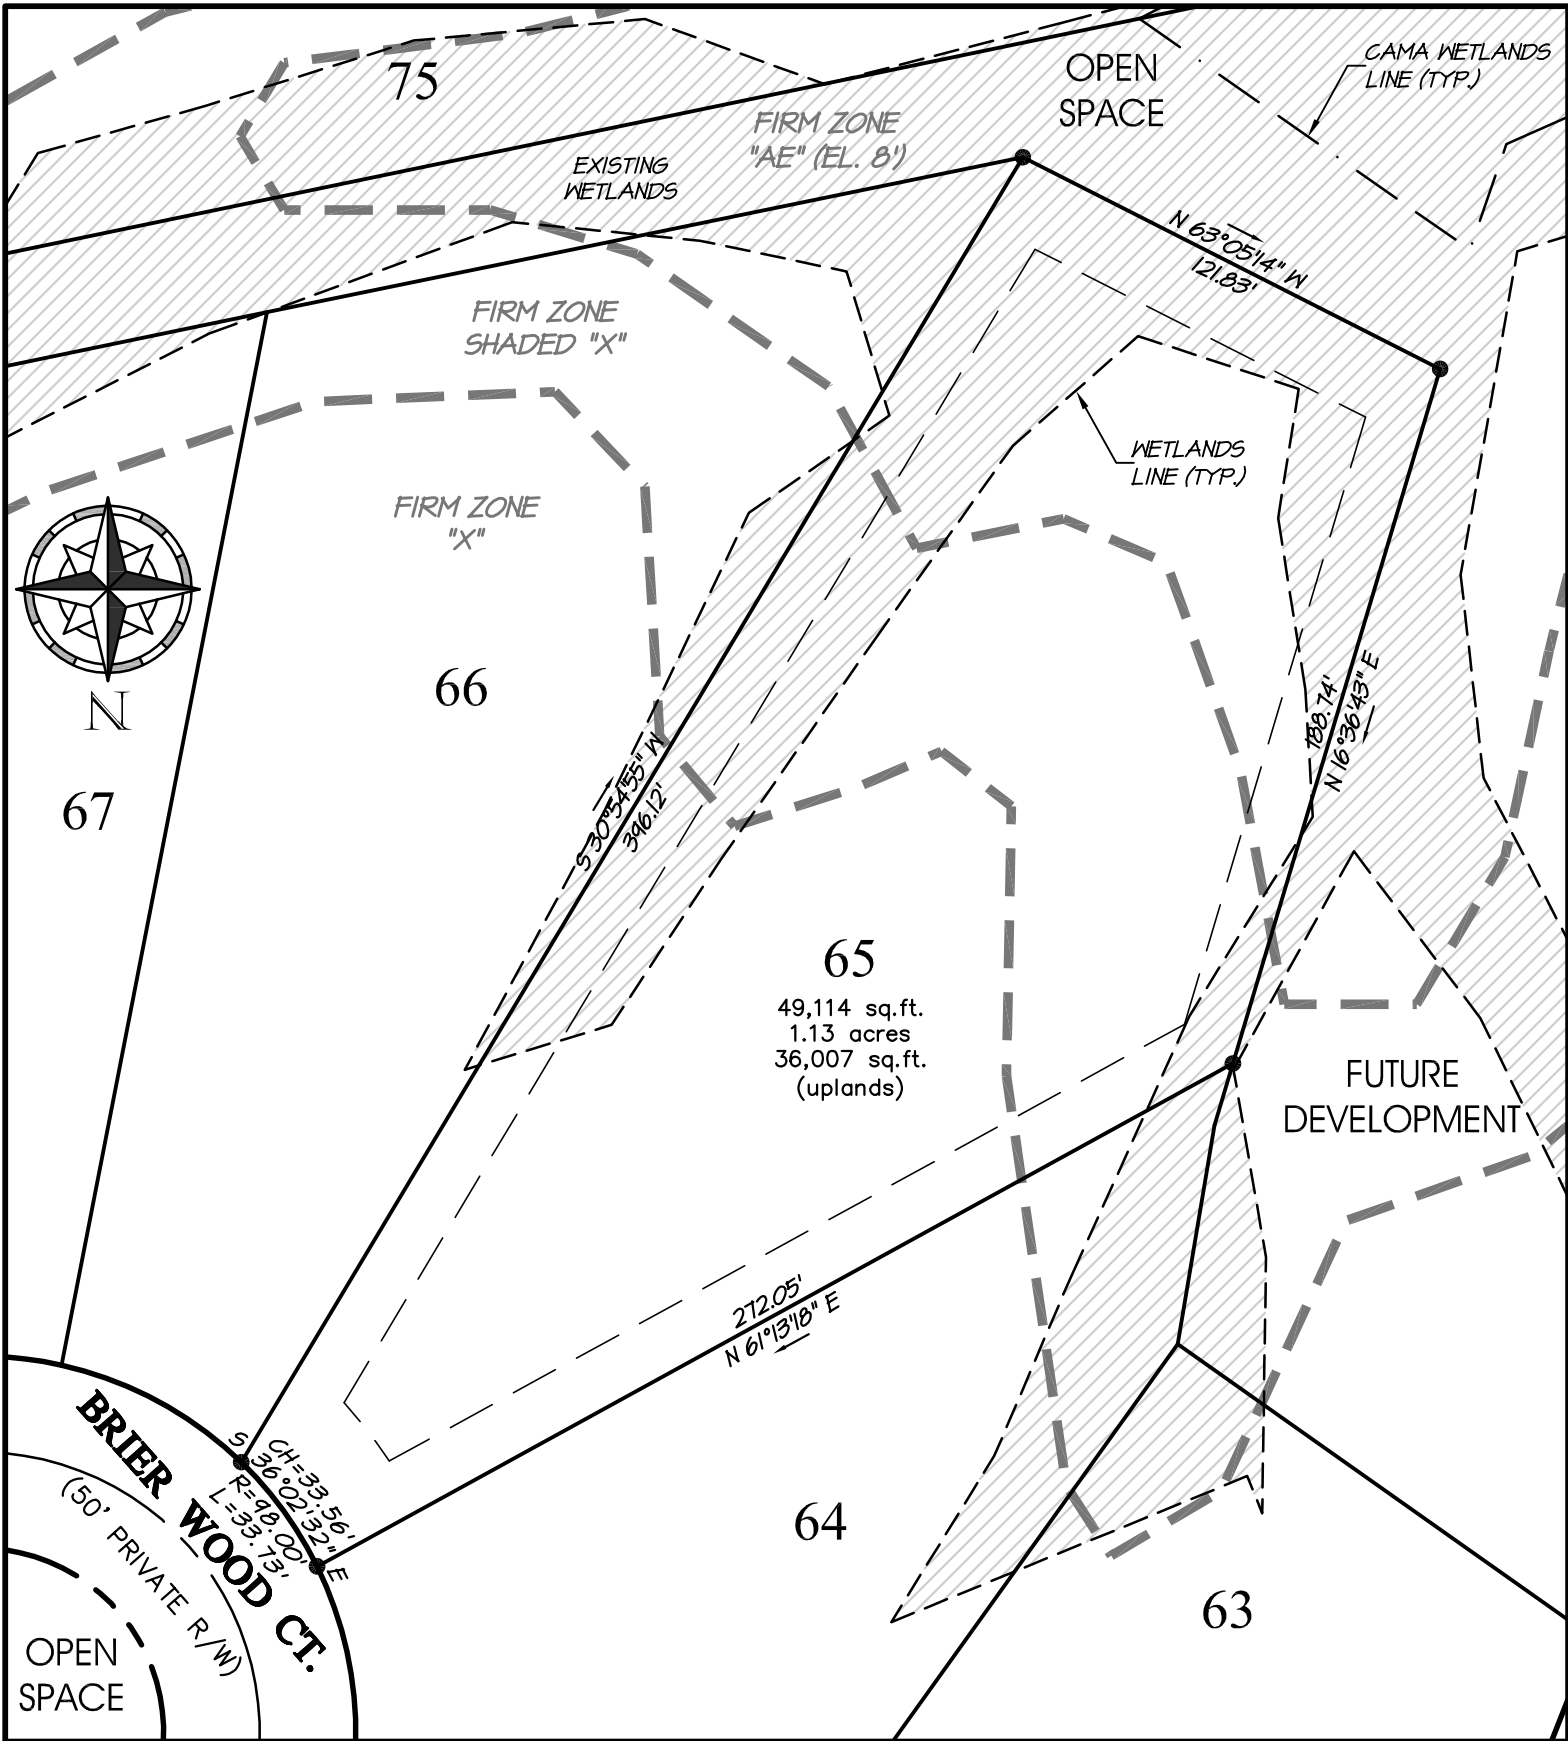 75
OPEN
SPACE
CAMA WETLANDS
LINE (TYP.)
FIRM ZONE
"AE" (EL. 8')
EXISTING
WETLANDS
N 63°05'14" W
121.83'
FIRM ZONE
SHADED "X"
WETLANDS
LINE (TYP.)
FIRM ZONE
"X"
N
66
67
S 30°54'55" W
396.12'
188.74'
N 16°36'43" E
65
49,114 sq.ft.
1.13 acres
36,007 sq.ft.
(uplands)
FUTURE
DEVELOPMENT
272.05'
N 61°13'18" E
CH=33.56'
S 36°02'32" E
R=98.00'
L=33.73'
BRIER WOOD CT.
(50' PRIVATE R/W)
64
63
OPEN
SPACE